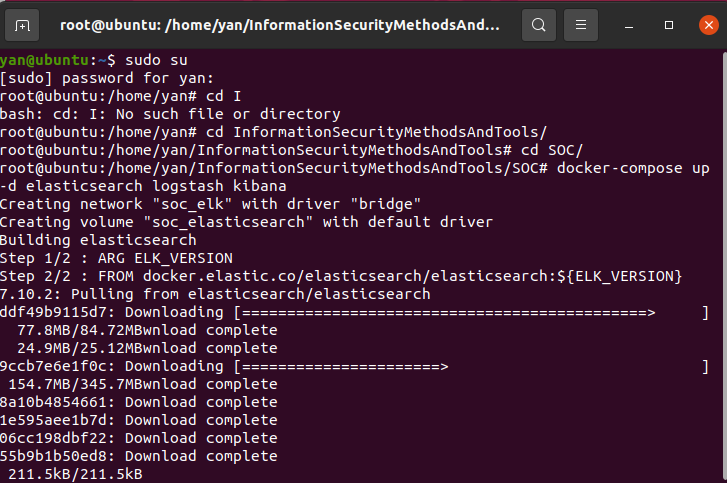 root@ubuntu: /home/yan/InformationSecurityMethodsAnd...
yan@ubuntu:~$ sudo su
[sudo] password for yan:
root@ubuntu:/home/yan# cd I
bash: cd: I: No such file or directory
root@ubuntu:/home/yan# cd InformationSecurityMethodsAndTools/
root@ubuntu:/home/yan/InformationSecurityMethodsAndTools# cd SOC/
root@ubuntu:/home/yan/InformationSecurityMethodsAndTools/SOC# docker-compose up
-d elasticsearch logstash kibana
Creating network "soc_elk" with driver "bridge"
Creating volume "soc_elasticsearch" with default driver
Building elasticsearch
Step 1/2 : ARG ELK_VERSION
Step 2/2 : FROM docker.elastic.co/elasticsearch/elasticsearch:${ELK_VERSION}
7.10.2: Pulling from elasticsearch/elasticsearch
ddf49b9115d7: Downloading [=============================================>     ]
  77.8MB/84.72MBwnload complete
  24.9MB/25.12MBwnload complete
9ccb7e6e1f0c: Downloading [======================>                            ]
 154.7MB/345.7MBwnload complete
8a10b4854661: Download complete
1e595aee1b7d: Download complete
06cc198dbf22: Download complete
55b9b1b50ed8: Download complete
 211.5kB/211.5kB